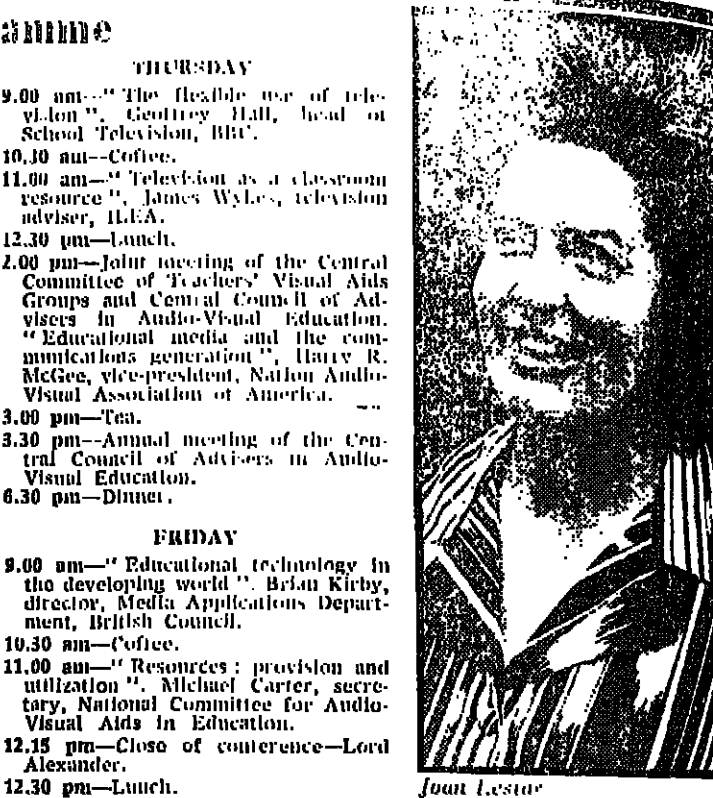 THURSDAY
9.00 am—" The flexible use of tele-
vision ". Geoffrey Hall, head of
School Television, BBC.
10.30 am--Coffee.
11.00 am—" Television as a classroom
resource ", James Wykes, television
adviser, ILEA.
12.30 pm—Lunch.
2.00 pm—Joint meeting of the Central
Committee of Teachers' Visual Aids
Groups and Central Council of Ad-
visers in Audio-Visual Education.
" Educational media and the com-
munications generation ", Harry R.
McGee, vice-president, Nation Audio-
Visual Association of America.
3.00 pm—Tea.
3.30 pm--Annual meeting of the Cen-
tral Council of Advisers in Audio-
Visual Education.
6.30 pm—Dinner.
FRIDAY
9.00 am—" Educational technology in
the developing world ". Brian Kirby,
director, Media Applications Depart-
ment, British Council.
10.30 am—Coffee.
11.00 am—" Resources : provision and
utilization ". Michael Carter, secre-
tary, National Committee for Audio-
Visual Aids in Education.
12.15 pm—Close of conference—Lord
Alexander.
12.30 pm—Lunch.
Joan Lestor